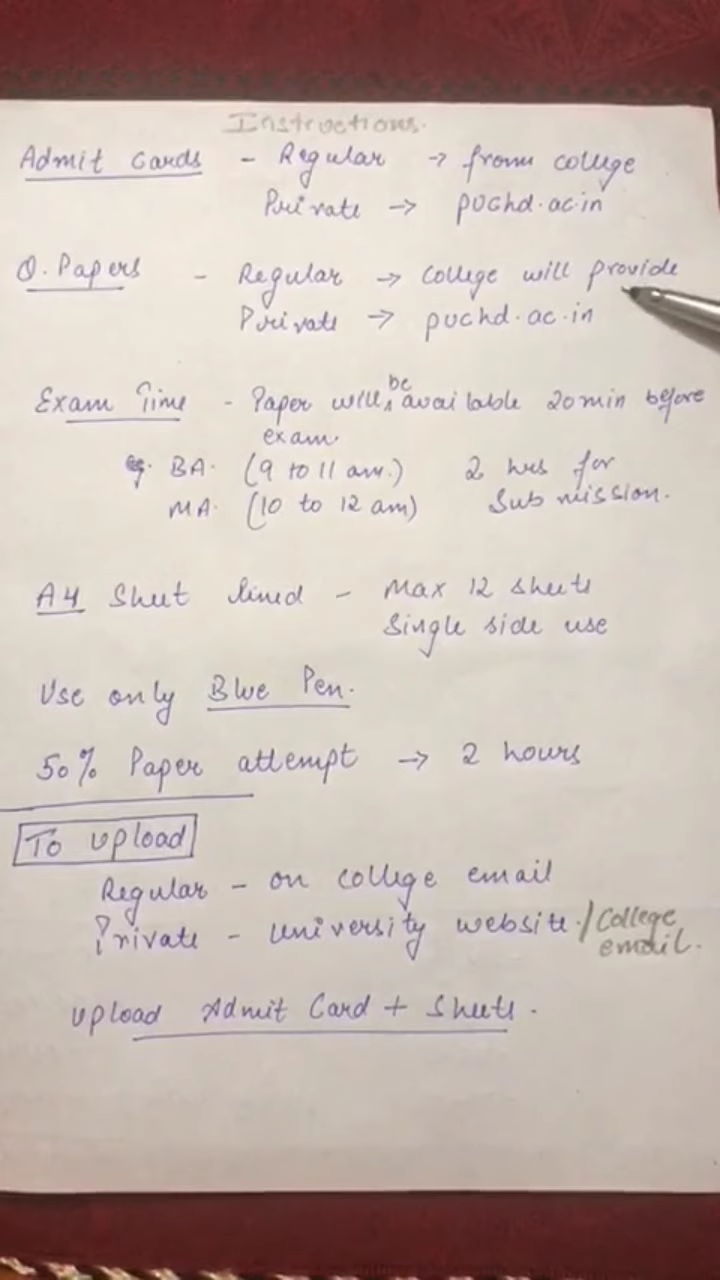 Instructions.
Admit Cards - Regular → from college
Private → puchd.ac.in
Q. Papers - Regular → College will provide
Private → puchd.ac.in
Exam Time - Paper will be available 20 min before
exam.
eg. BA. (9 to 11 am.) 2 hrs for
MA. (10 to 12 am) Submission.
A4 Sheet lined - Max 12 sheets
Single side use
Use only Blue Pen.
50% Paper attempt → 2 hours
To upload
Regular - on college email
Private - University website./College
email.
Upload Admit Card + Sheets.